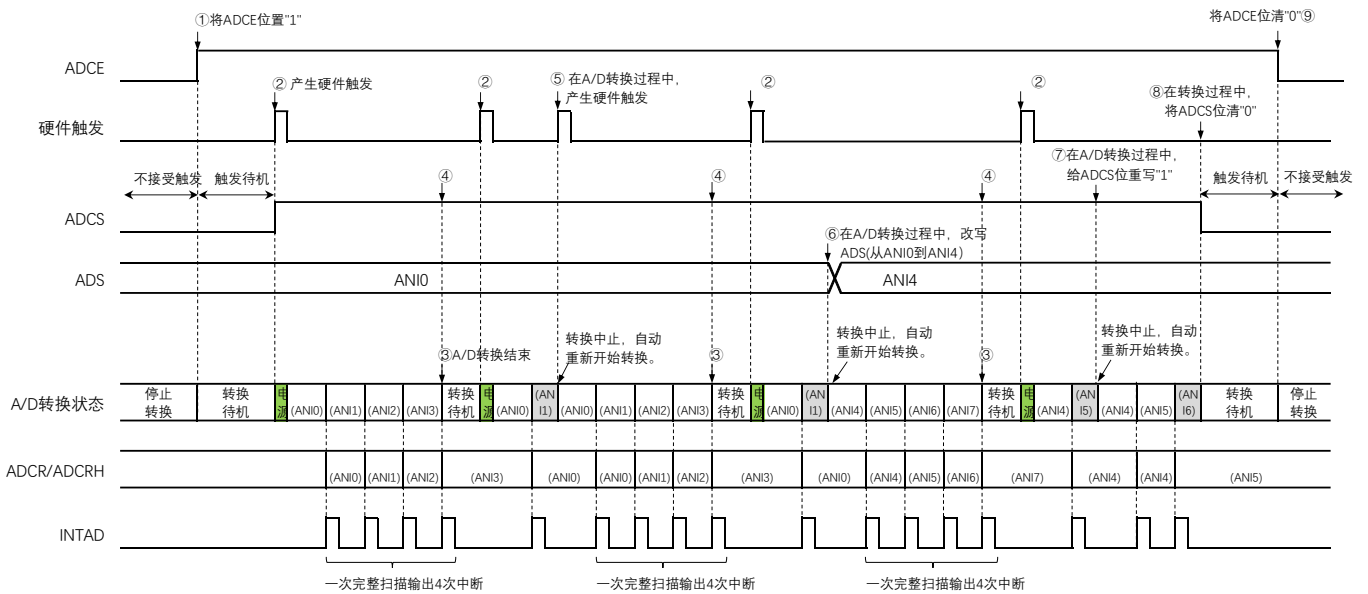 ①将ADCE位置"1"
将ADCE位清"0"⑨
ADCE
② 产生硬件触发
②
⑤ 在A/D转换过程中,
产生硬件触发
②
②
⑧在转换过程中,
将ADCS位清"0"
硬件触发
⑦在A/D转换过程中,
给ADCS位重写"1"
不接受触发
触发待机
④
④
④
触发待机
不接受触发
ADCS
⑥在A/D转换过程中, 改写
ADS(从ANI0到ANI4)
ADS
ANI0
ANI4
③A/D转换结束
转换中止, 自动
重新开始转换。
③
转换中止, 自动
重新开始转换。
③
转换中止, 自动
重新开始转换。
A/D转换状态
停止
转换
转换
待机
电
源
(ANI0)
(ANI1)
(ANI2)
(ANI3)
转换
待机
电
源
(ANI0)
(AN
I1)
(ANI0)
(ANI1)
(ANI2)
(ANI3)
转换
待机
电
源
(ANI0)
(AN
I1)
(ANI4)
(ANI5)
(ANI6)
(ANI7)
转换
待机
电
源
(ANI4)
(AN
I5)
(ANI4)
(ANI5)
(AN
I6)
转换
待机
停止
转换
ADCR/ADCRH
(ANI0)
(ANI1)
(ANI2)
(ANI3)
(ANI0)
(ANI0)
(ANI1)
(ANI2)
(ANI3)
(ANI0)
(ANI4)
(ANI5)
(ANI6)
(ANI7)
(ANI4)
(ANI4)
(ANI5)
INTAD
一次完整扫描输出4次中断
一次完整扫描输出4次中断
一次完整扫描输出4次中断